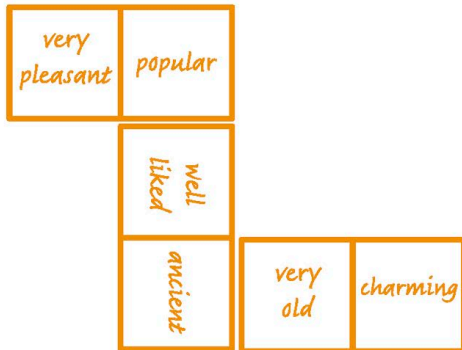 very
pleasant
popular
well
liked
ancient
very
old
charming